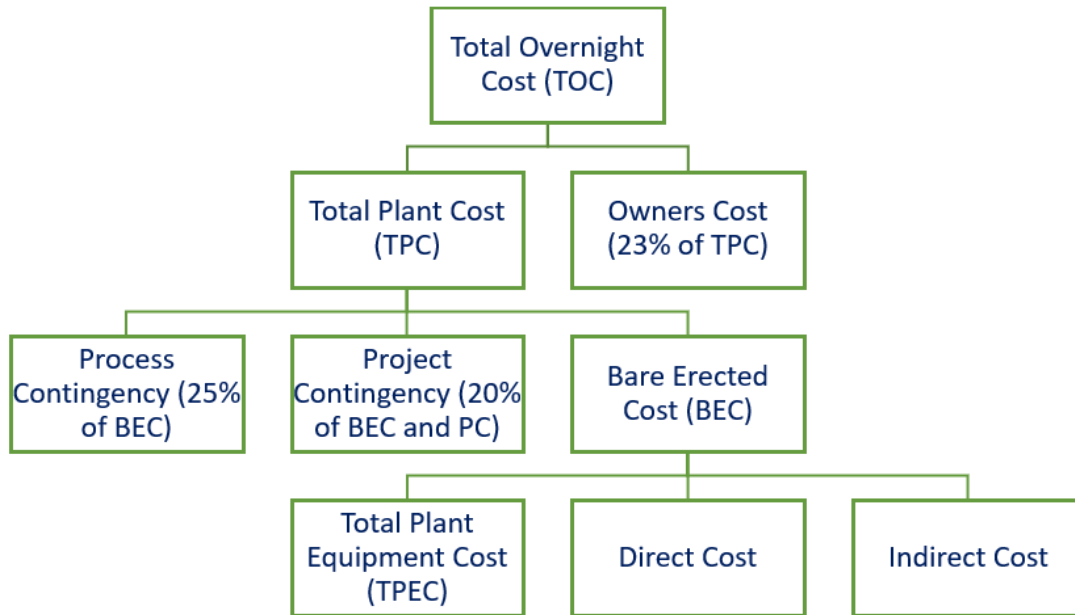 Total Overnight
Cost (TOC)
Total Plant Cost
(TPC)
Owners Cost
(23% of TPC)
Process
Contingency (25%
of BEC)
Project
Contingency (20%
of BEC and PC)
Bare Erected
Cost (BEC)
Total Plant
Equipment Cost
(TPEC)
Direct Cost
Indirect Cost